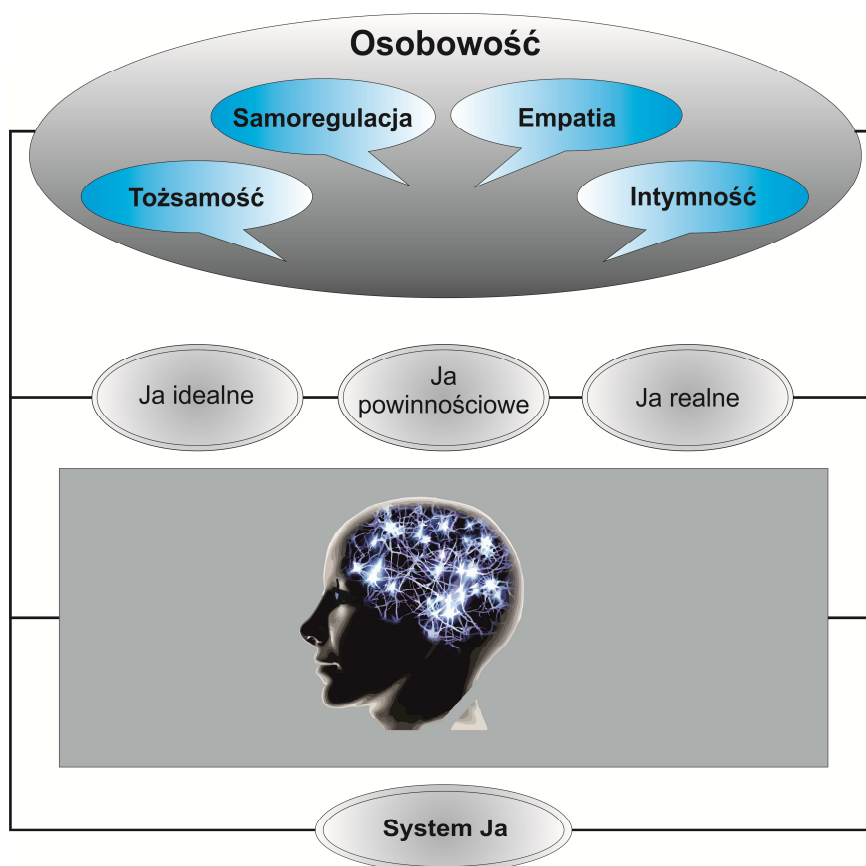 Osobowość
Samoregulacja
Empatia
Tożsamość
Intymność
Ja idealne
Ja
powinnościowe
Ja realne
System Ja